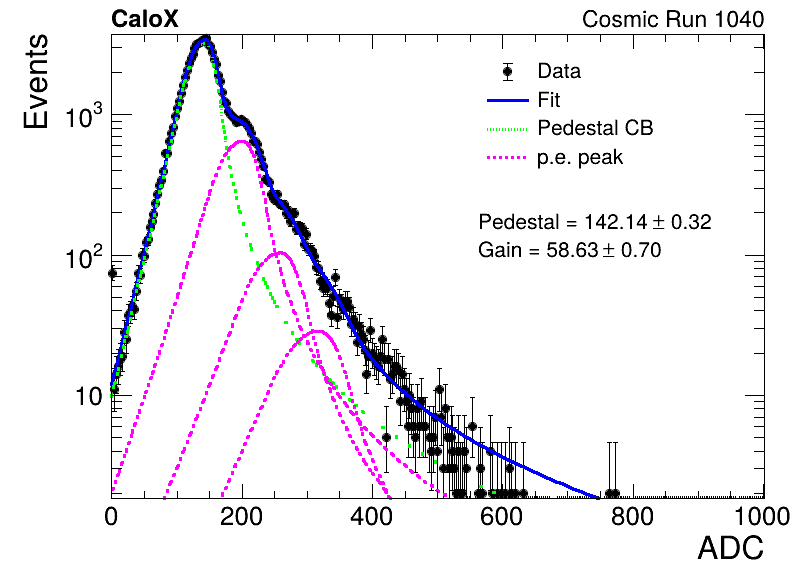 CaloX Cosmic Run 1040
Events
Data
Fit
Pedestal CB
p.e. peak
Pedestal = 142.14 ± 0.32
Gain = 58.63 ± 0.70
10³
10²
10
0 200 400 600 800 1000
ADC